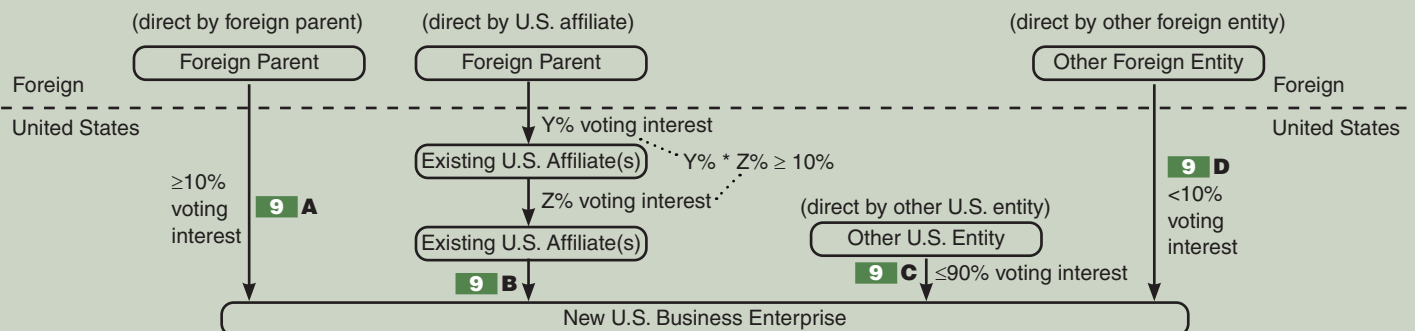 (direct by foreign parent)
(direct by U.S. affiliate)
(direct by other foreign entity)
Foreign Parent
Foreign Parent
Other Foreign Entity
Foreign
Foreign
United States
United States
Y% voting interest
Existing U.S. Affiliate(s)
Y% * Z% ≥ 10%
Z% voting interest
Existing U.S. Affiliate(s)
≥10%
voting
interest
9 A
9 B
(direct by other U.S. entity)
Other U.S. Entity
9 C ≤90% voting interest
9 D
<10%
voting
interest
New U.S. Business Enterprise